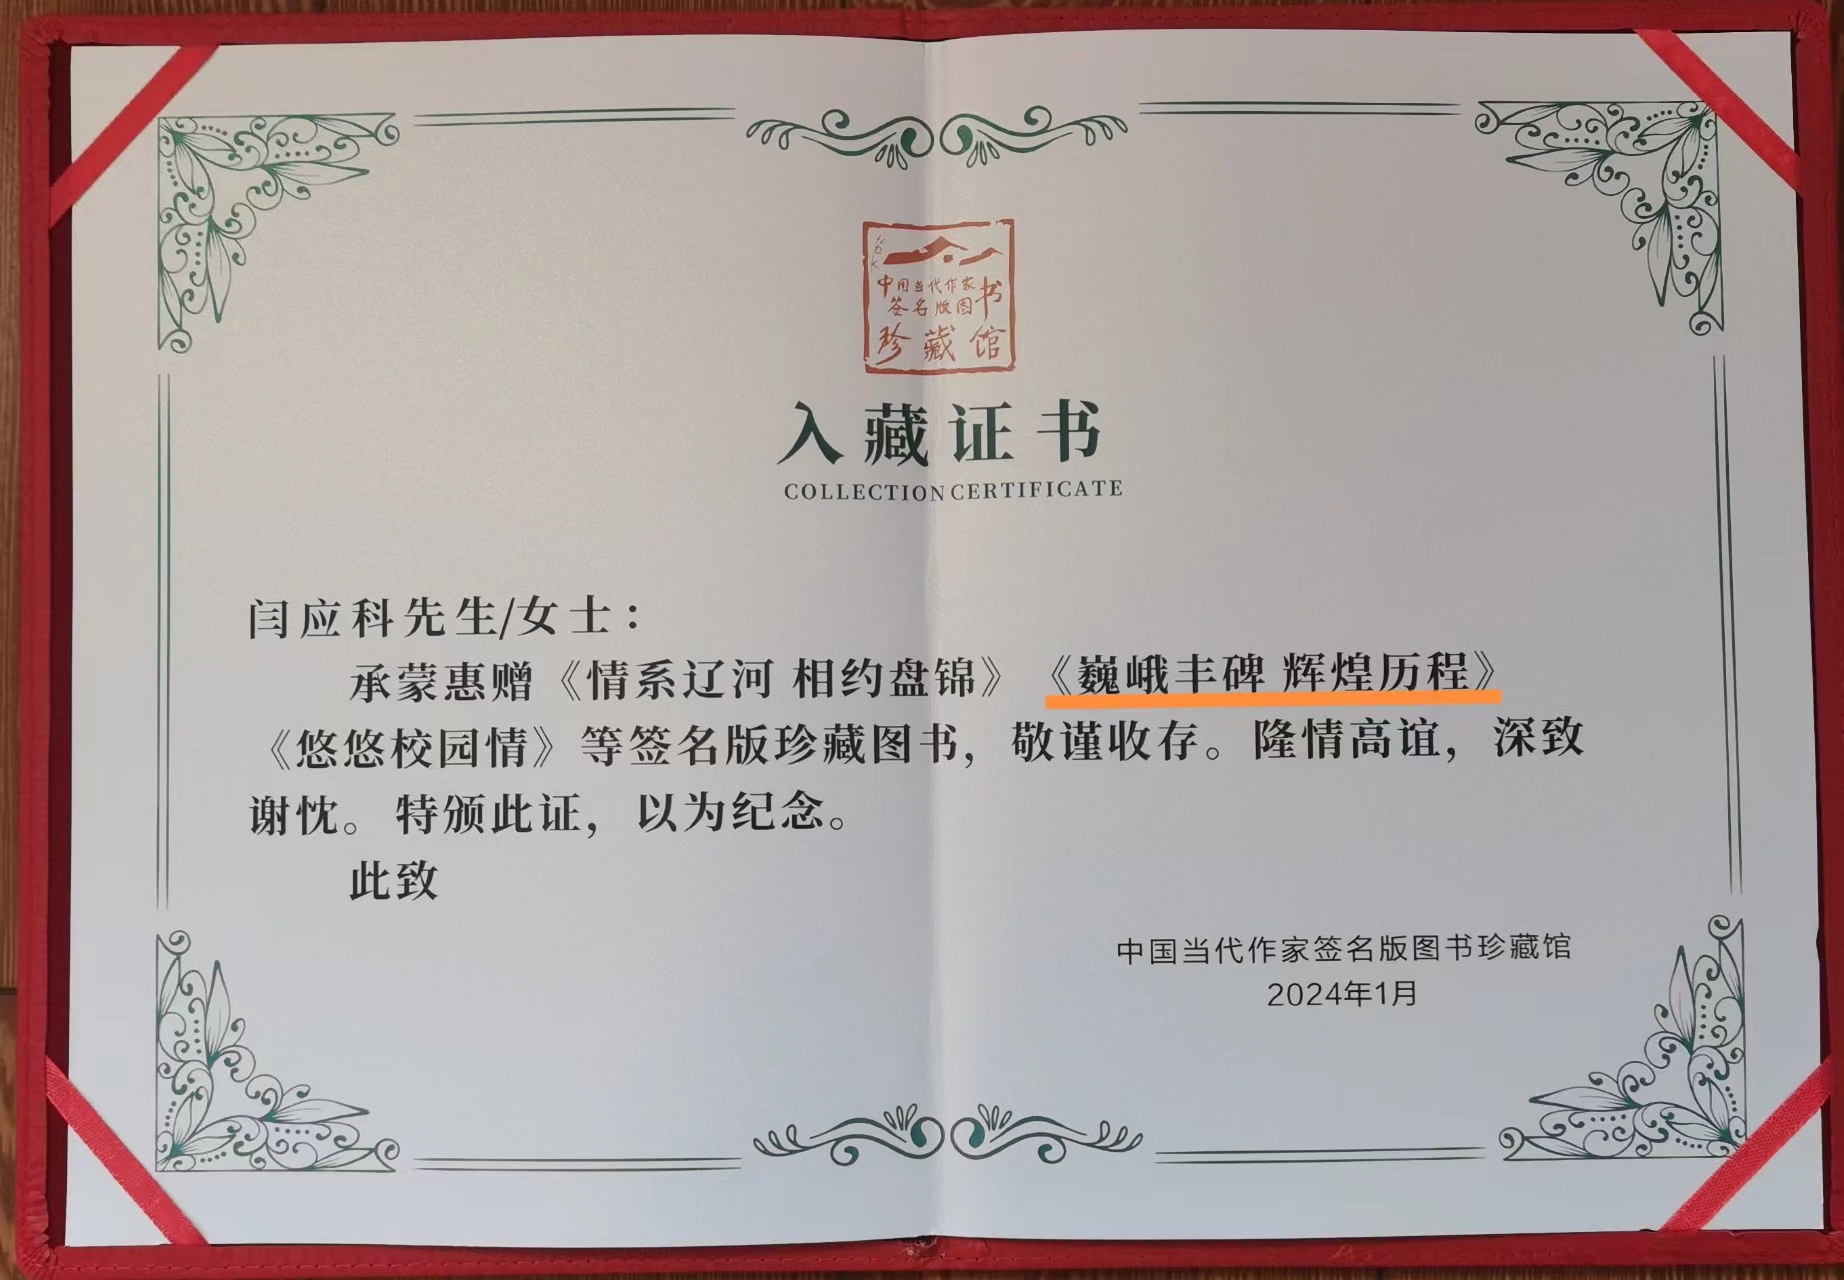 中国当代作家
签名版图书
珍藏馆
入藏证书
COLLECTION CERTIFICATE
闫应科先生/女士：
承蒙惠赠《情系辽河 相约盘锦》《巍峨丰碑 辉煌历程》
《悠悠校园情》等签名版珍藏图书，敬谨收存。隆情高谊，深致
谢忱。特颁此证，以为纪念。
此致
中国当代作家签名版图书珍藏馆
2024年1月